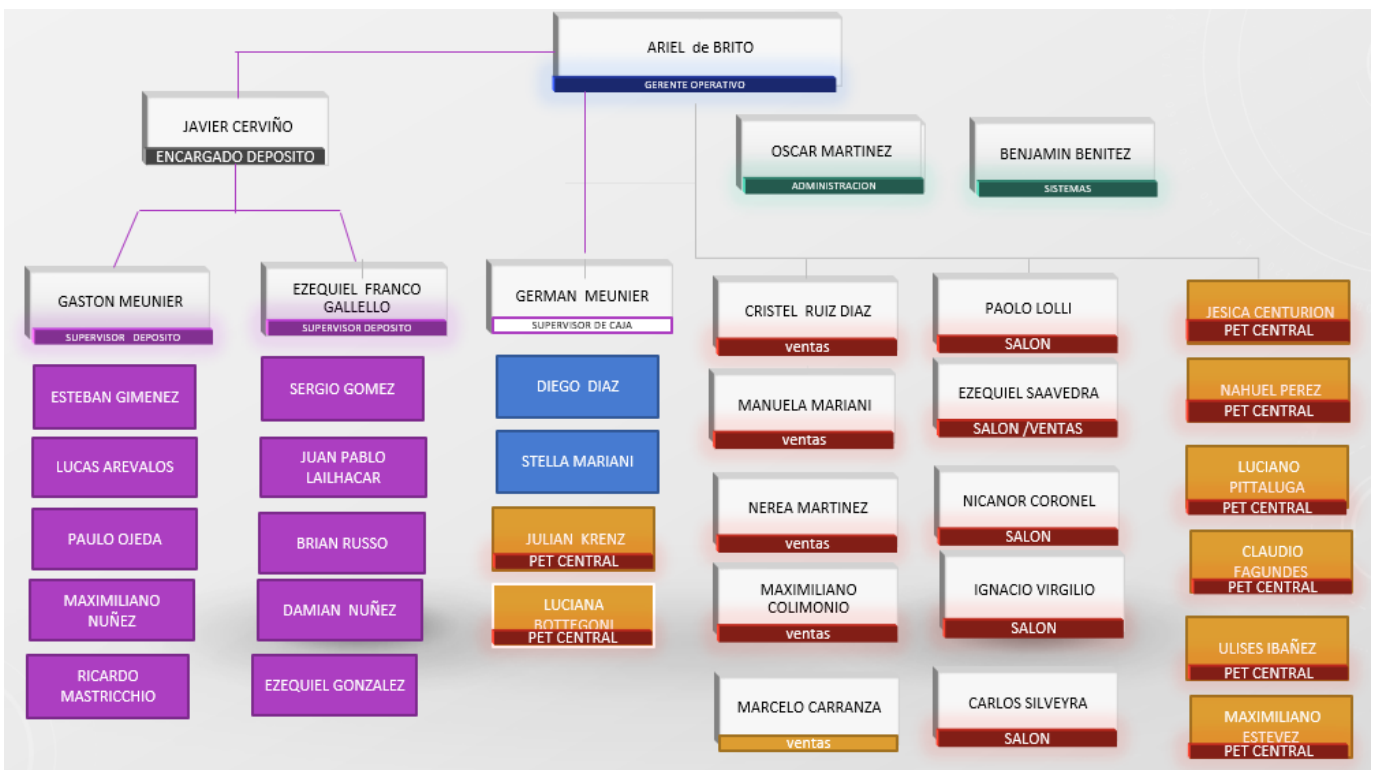 ARIEL de BRITO
GERENTE OPERATIVO
JAVIER CERVIÑO
ENCARGADO DEPOSITO
OSCAR MARTINEZ
ADMINISTRACION
BENJAMIN BENITEZ
SISTEMAS
GASTON MEUNIER
SUPERVISOR DEPOSITO
ESTEBAN GIMENEZ
LUCAS AREVALOS
PAULO OJEDA
MAXIMILIANO
NUÑEZ
RICARDO
MASTRICCHIO
EZEQUIEL FRANCO
GALLELLO
SUPERVISOR DEPOSITO
SERGIO GOMEZ
JUAN PABLO
LAILHACAR
BRIAN RUSSO
DAMIAN NUÑEZ
EZEQUIEL GONZALEZ
GERMAN MEUNIER
SUPERVISOR DE CAJA
DIEGO DIAZ
STELLA MARIANI
JULIAN KRENZ
PET CENTRAL
LUCIANA
BOTTEGONI
PET CENTRAL
CRISTEL RUIZ DIAZ
ventas
MANUELA MARIANI
ventas
NEREA MARTINEZ
ventas
MAXIMILIANO
COLIMONIO
ventas
MARCELO CARRANZA
ventas
PAOLO LOLLI
SALON
EZEQUIEL SAAVEDRA
SALON /VENTAS
NICANOR CORONEL
SALON
IGNACIO VIRGILIO
SALON
CARLOS SILVEYRA
SALON
JESICA CENTURION
PET CENTRAL
NAHUEL PEREZ
PET CENTRAL
LUCIANO
PITTALUGA
PET CENTRAL
CLAUDIO
FAGUNDES
PET CENTRAL
ULISES IBAÑEZ
PET CENTRAL
MAXIMILIANO
ESTEVEZ
PET CENTRAL